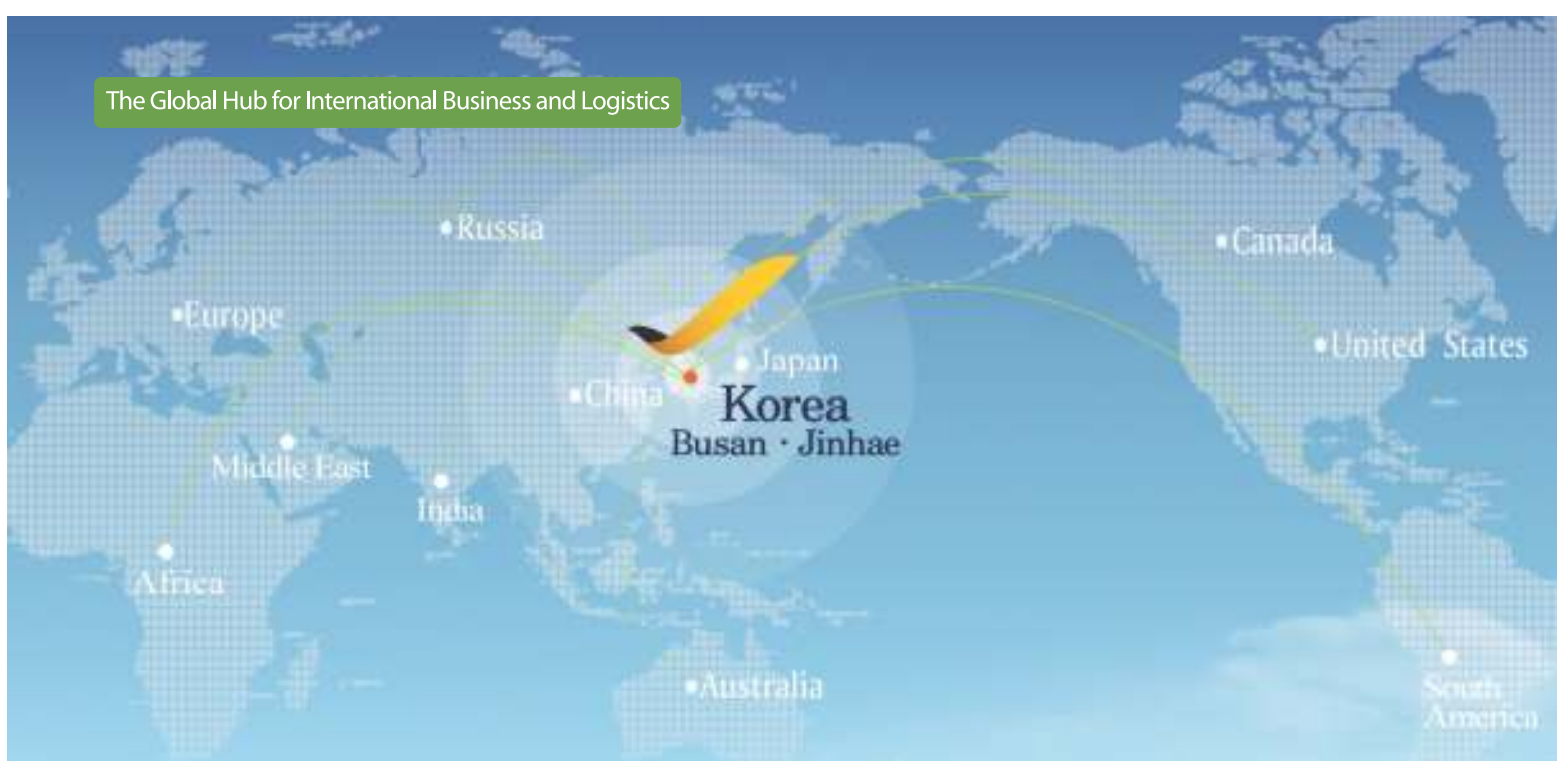 The Global Hub for International Business and Logistics
Russia
Canada
Europe
United States
Japan
China
Korea
Busan · Jinhae
Middle East
India
Africa
Australia
South
America